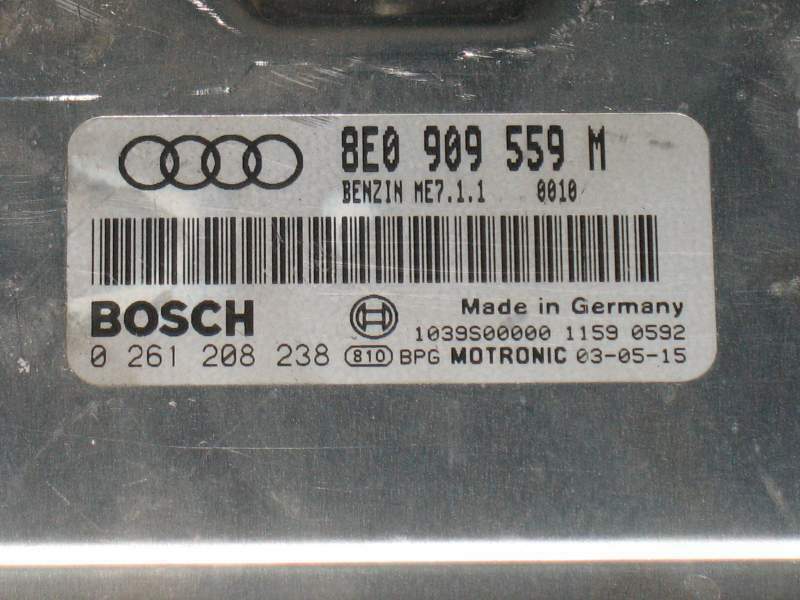 8E0 909 559 M
BENZIN ME7.1.1 0010
BOSCH
Made in Germany
1039S00000 1159 0592
0 261 208 238 810 BPG MOTRONIC 03-05-15